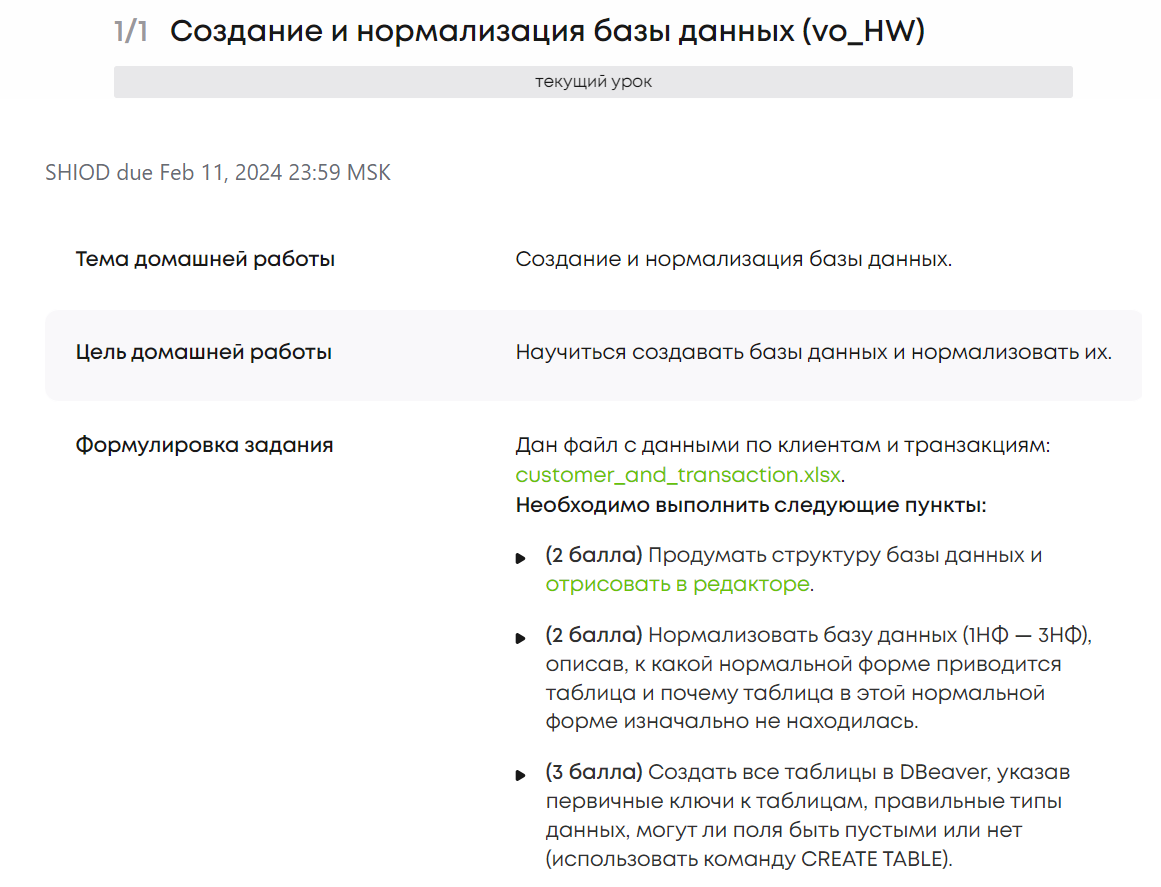 1/1 Создание и нормализация базы данных (vo_HW)
текущий урок
SHIOD due Feb 11, 2024 23:59 MSK
Тема домашней работы
Создание и нормализация базы данных.
Цель домашней работы
Научиться создавать базы данных и нормализовать их.
Формулировка задания
Дан файл с данными по клиентам и транзакциям:
customer_and_transaction.xlsx.
Необходимо выполнить следующие пункты:
(2 балла) Продумать структуру базы данных и
отрисовать в редакторе.
(2 балла) Нормализовать базу данных (1НФ — 3НФ),
описав, к какой нормальной форме приводится
таблица и почему таблица в этой нормальной
форме изначально не находилась.
(3 балла) Создать все таблицы в DBeaver, указав
первичные ключи к таблицам, правильные типы
данных, могут ли поля быть пустыми или нет
(использовать команду CREATE TABLE).